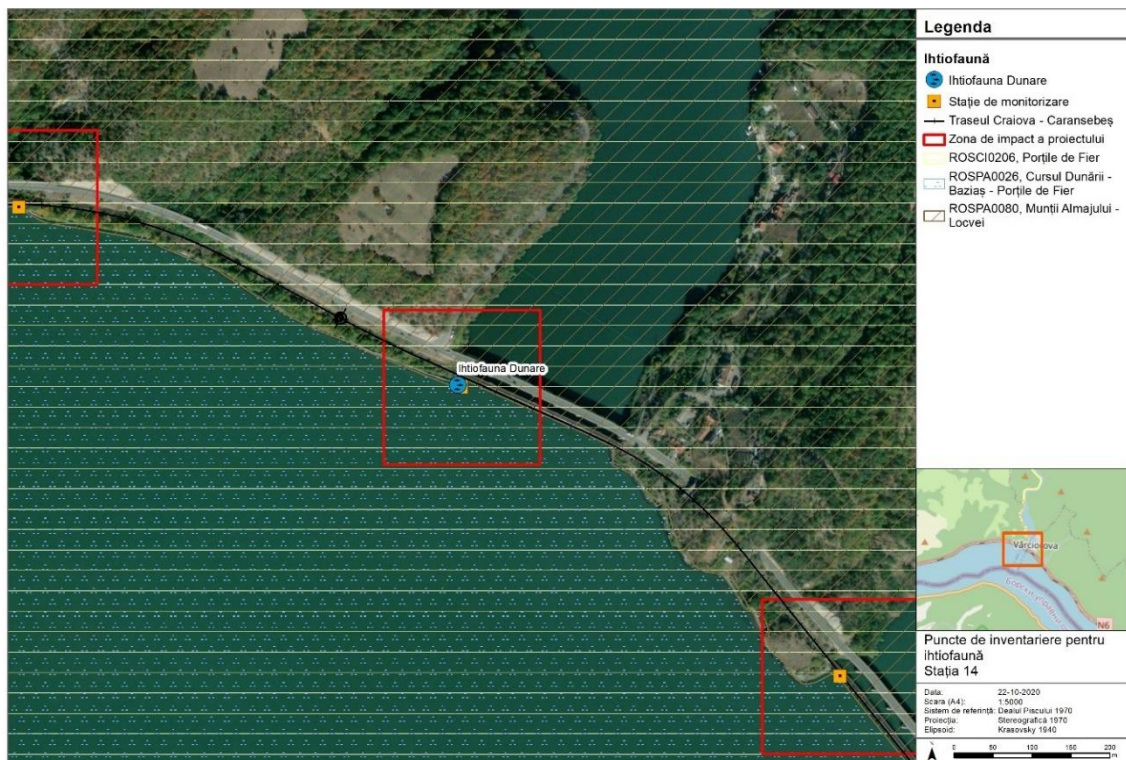 Ihtiofauna Dunare
Legenda
Ihtiofaună
Ihtiofauna Dunare
Stație de monitorizare
Traseul Craiova - Caransebeș
Zona de impact a proiectului
ROSCI0206, Porțile de Fier
ROSPA0026, Cursul Dunării -
Baziaș - Porțile de Fier
ROSPA0080, Munții Almajului -
Locvei
Vârciorova
N6
Puncte de inventariere pentru
ihtiofaună
Stația 14
Data: 22-10-2020
Scara (A4): 1:5000
Sistem de referință: Dealul Piscului 1970
Proiecția: Stereografică 1970
Elipsoid: Krasovsky 1940
0 50 100 150 200
m